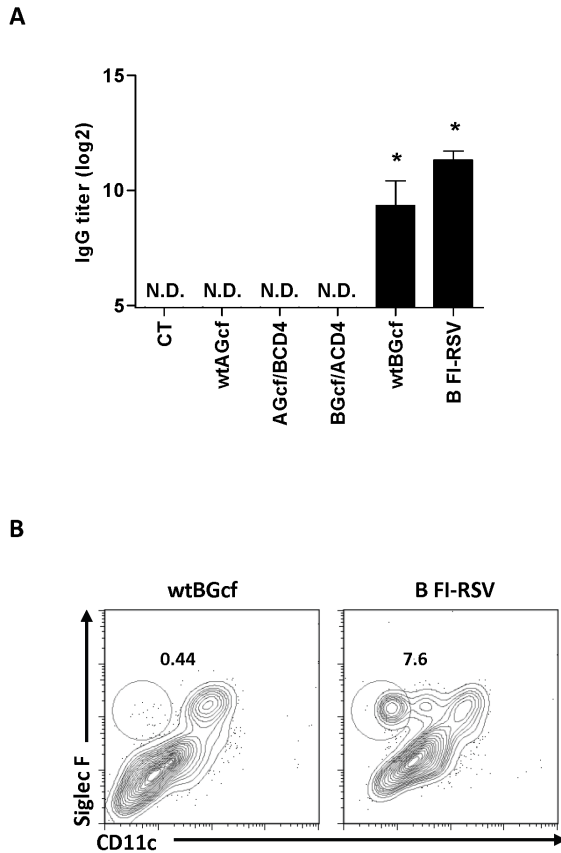 A
15
10
5
IgG titer (log2)
N.D. N.D. N.D. N.D. * *
CT
wtAGcf
AGcf/BCD4
BGcf/ACD4
wtBGcf
B FI-RSV
B
wtBGcf B FI-RSV
0.44 7.6
Siglec F
CD11c